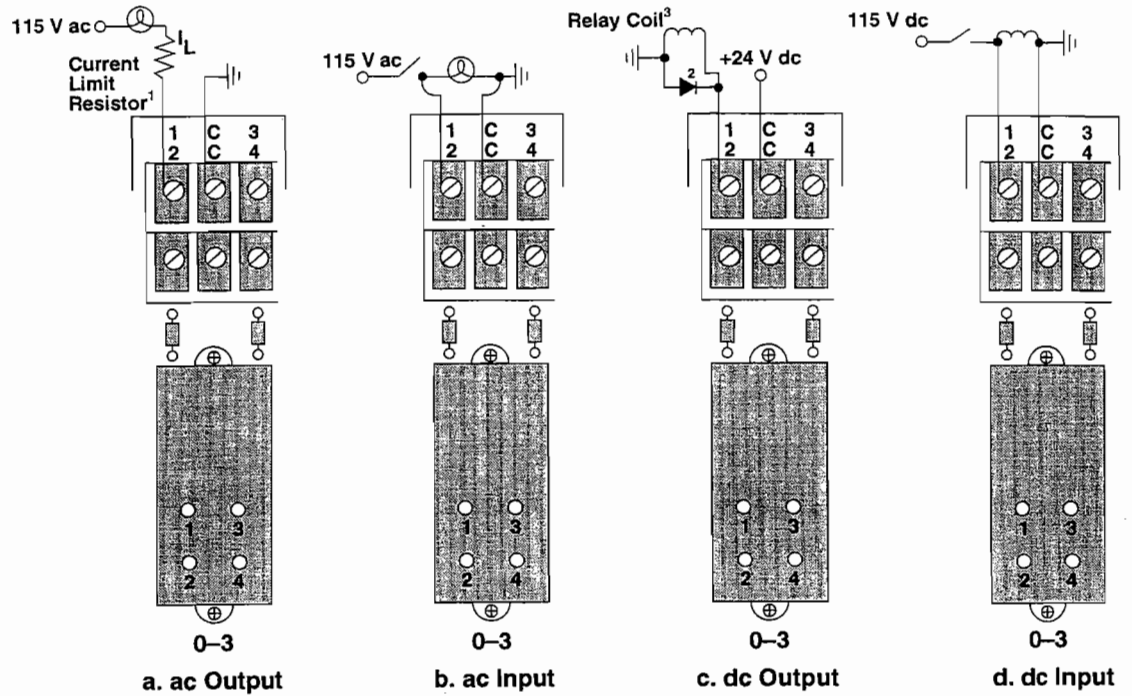 115 V ac
I_L
Current
Limit
Resistor¹
1 C 3
2 C 4
1 3
2 4
0–3
a. ac Output
115 V ac
1 C 3
2 C 4
1 3
2 4
0–3
b. ac Input
Relay Coil³
+24 V dc
2
1 C 3
2 C 4
1 3
2 4
0–3
c. dc Output
115 V dc
1 C 3
2 C 4
1 3
2 4
0–3
d. dc Input